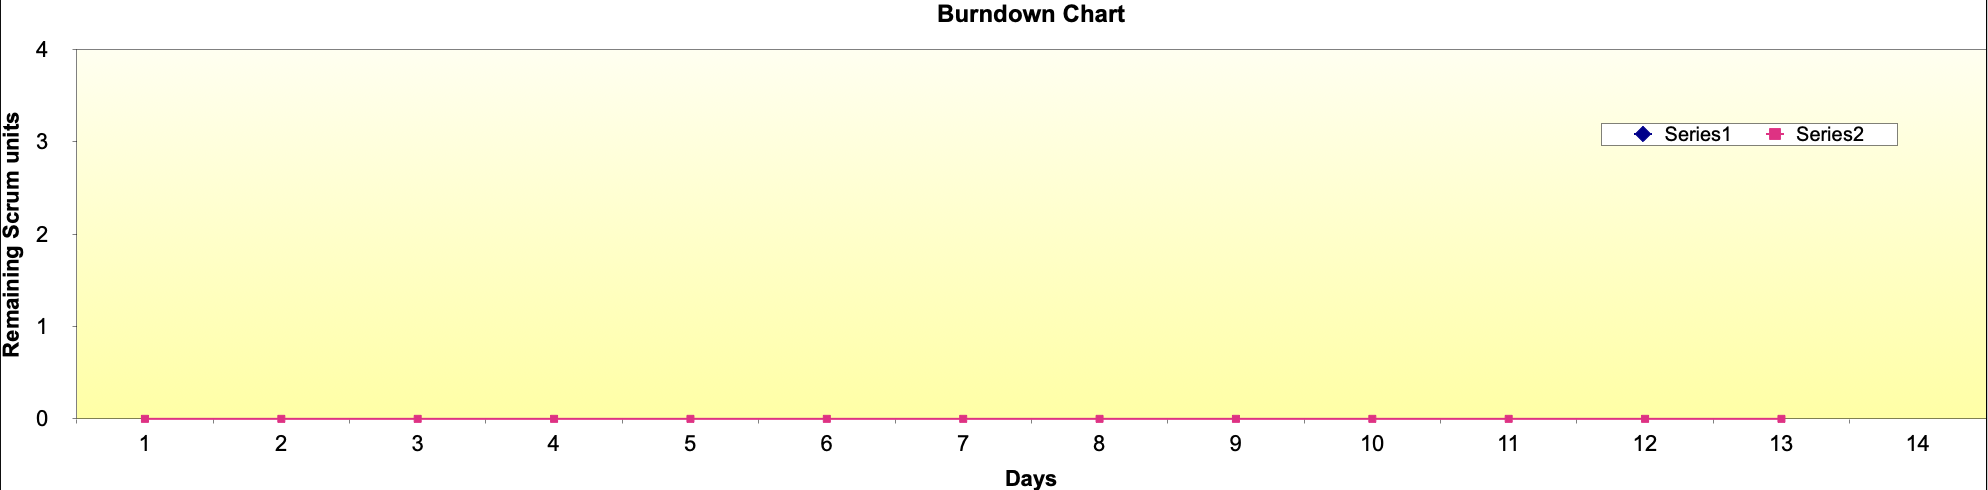 Burndown Chart
4
3
2
1
0
Remaining Scrum units
Series1 Series2
1 2 3 4 5 6 7 8 9 10 11 12 13 14
Days